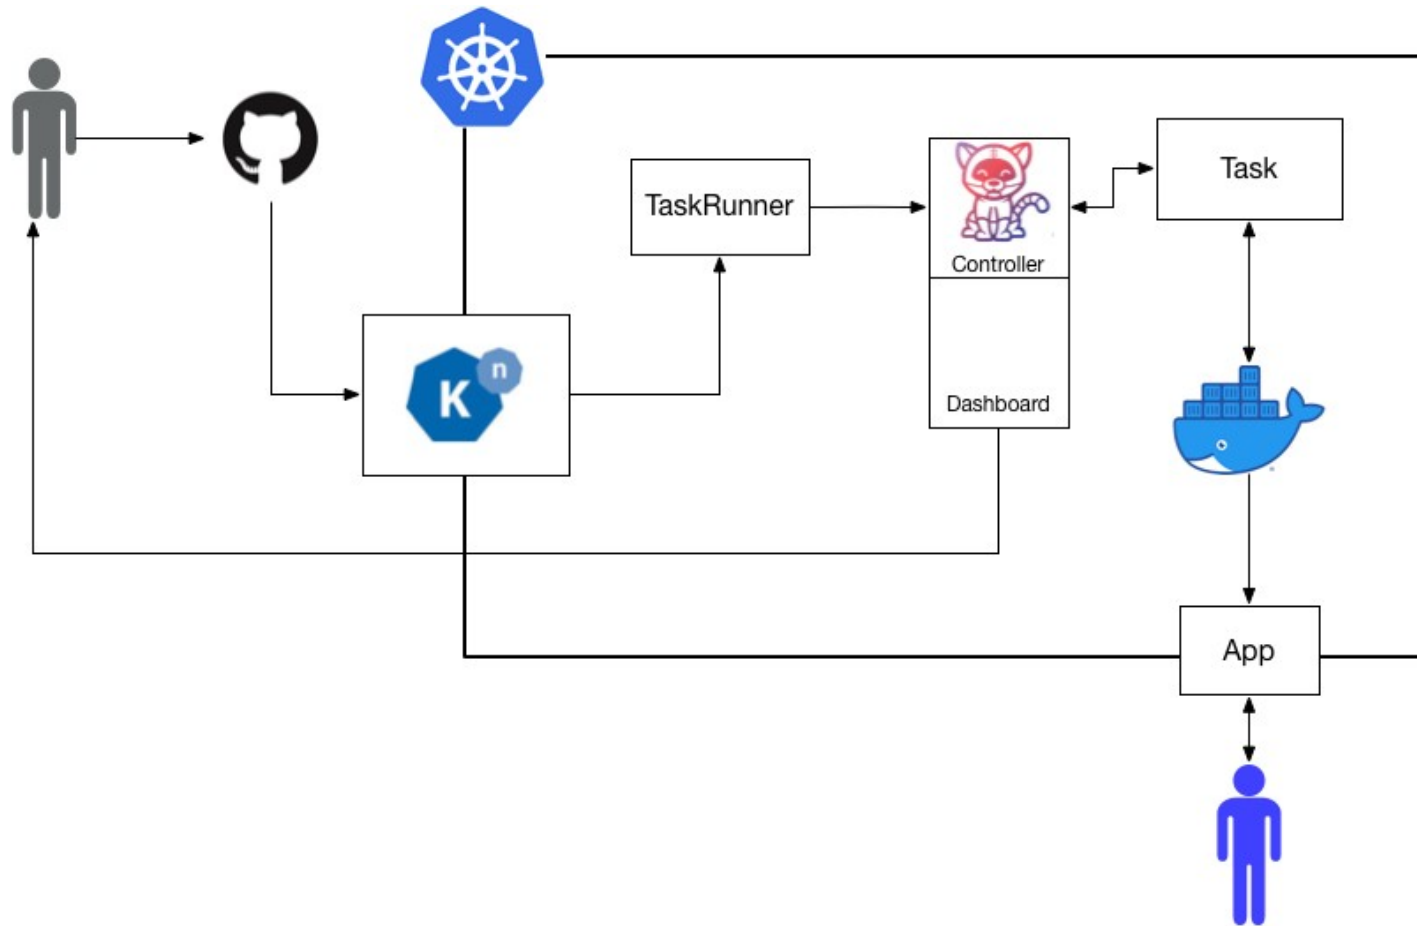 TaskRunner
Task
Controller
K
n
Dashboard
App